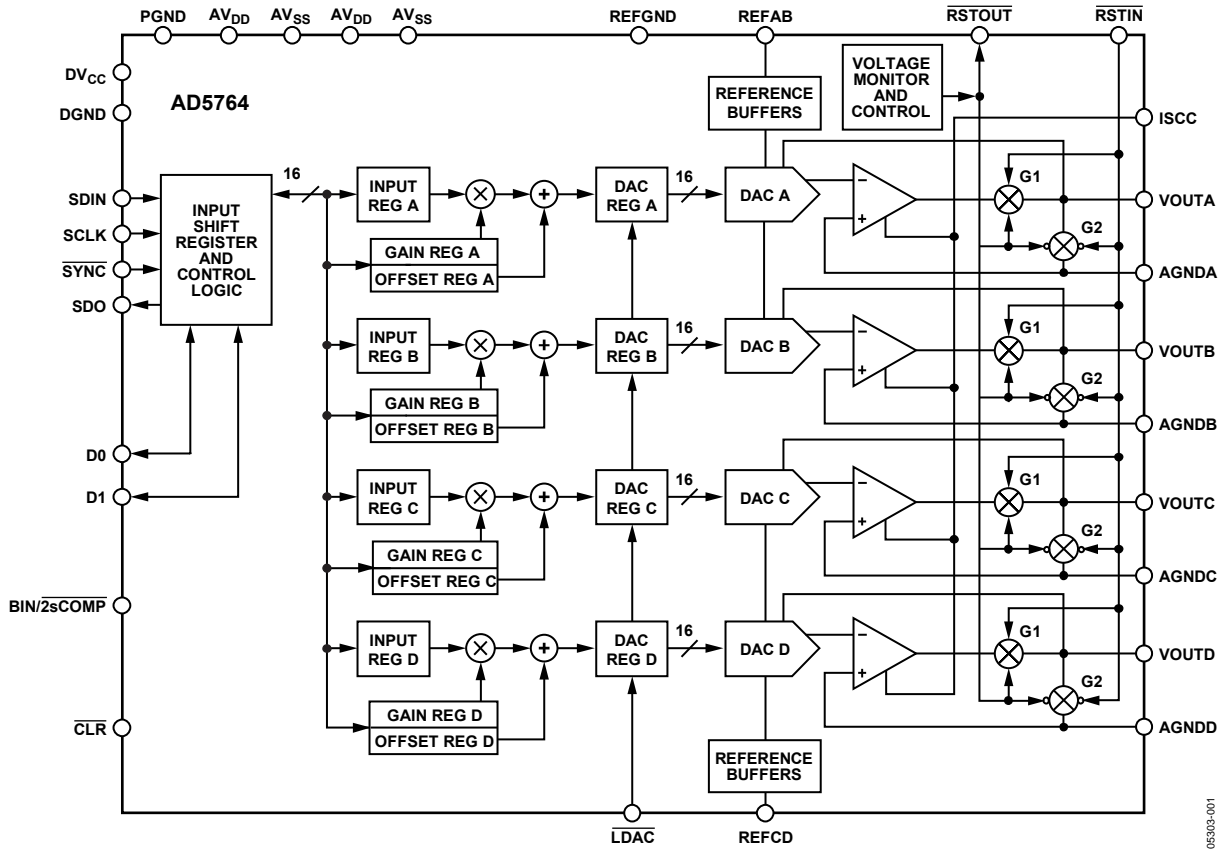 PGND AVDD AVSS AVDD AVSS REFGND REFAB RSTOUT RSTIN
DVCC
DGND
AD5764
REFERENCE
BUFFERS
VOLTAGE
MONITOR
AND
CONTROL
ISCC
SDIN
SCLK
SYNC
SDO
INPUT
SHIFT
REGISTER
AND
CONTROL
LOGIC
16
INPUT
REG A
× +
DAC
REG A
16
DAC A
−
+
G1
G2
VOUTA
AGNDA
GAIN REG A
OFFSET REG A
INPUT
REG B
× +
DAC
REG B
16
DAC B
−
+
G1
G2
VOUTB
AGNDB
GAIN REG B
OFFSET REG B
D0
D1
INPUT
REG C
× +
DAC
REG C
16
DAC C
−
+
G1
G2
VOUTC
AGNDC
GAIN REG C
OFFSET REG C
BIN/2sCOMP
INPUT
REG D
× +
DAC
REG D
16
DAC D
−
+
G1
G2
VOUTD
AGNDD
GAIN REG D
OFFSET REG D
CLR
REFERENCE
BUFFERS
LDAC REFCD
05303-001